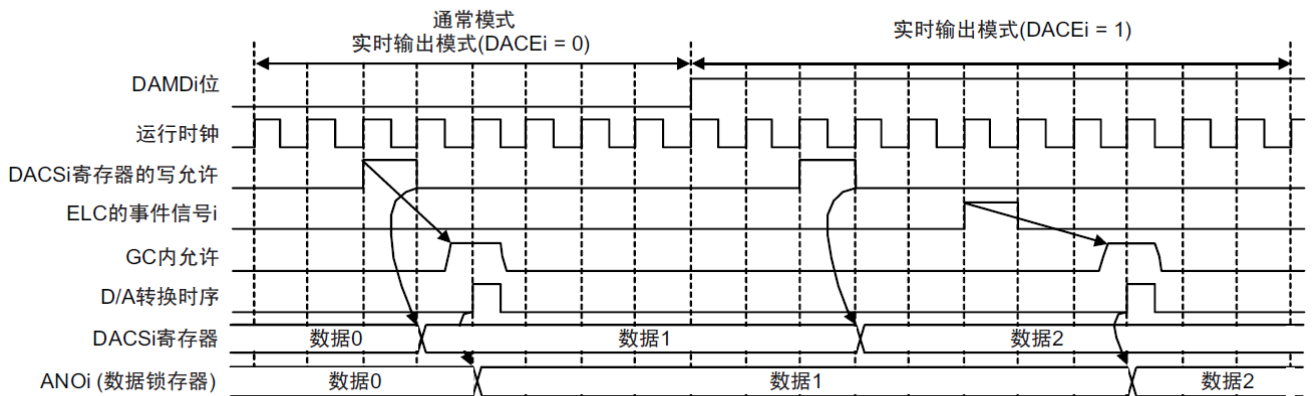 通常模式
实时输出模式(DACEi = 0)
实时输出模式(DACEi = 1)
DAMDi位
运行时钟
DACSi寄存器的写允许
ELC的事件信号i
GC内允许
D/A转换时序
DACSi寄存器 数据0 数据1 数据2
ANOi (数据锁存器) 数据0 数据1 数据2